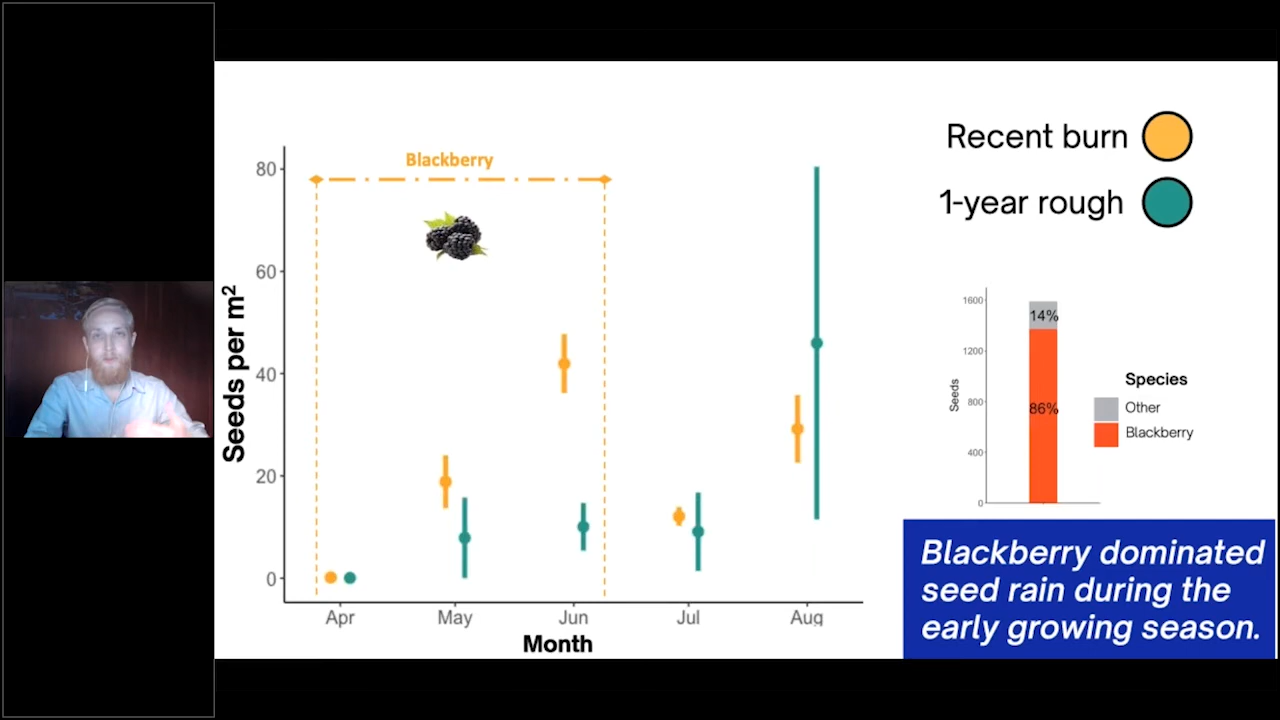 Recent burn
1-year rough
Blackberry
80
60
40
20
0
Seeds per m²
Apr May Jun Jul Aug
Month
1600
1200
800
400
0
Seeds
14%
86%
Species
Other
Blackberry
Blackberry dominated
seed rain during the
early growing season.